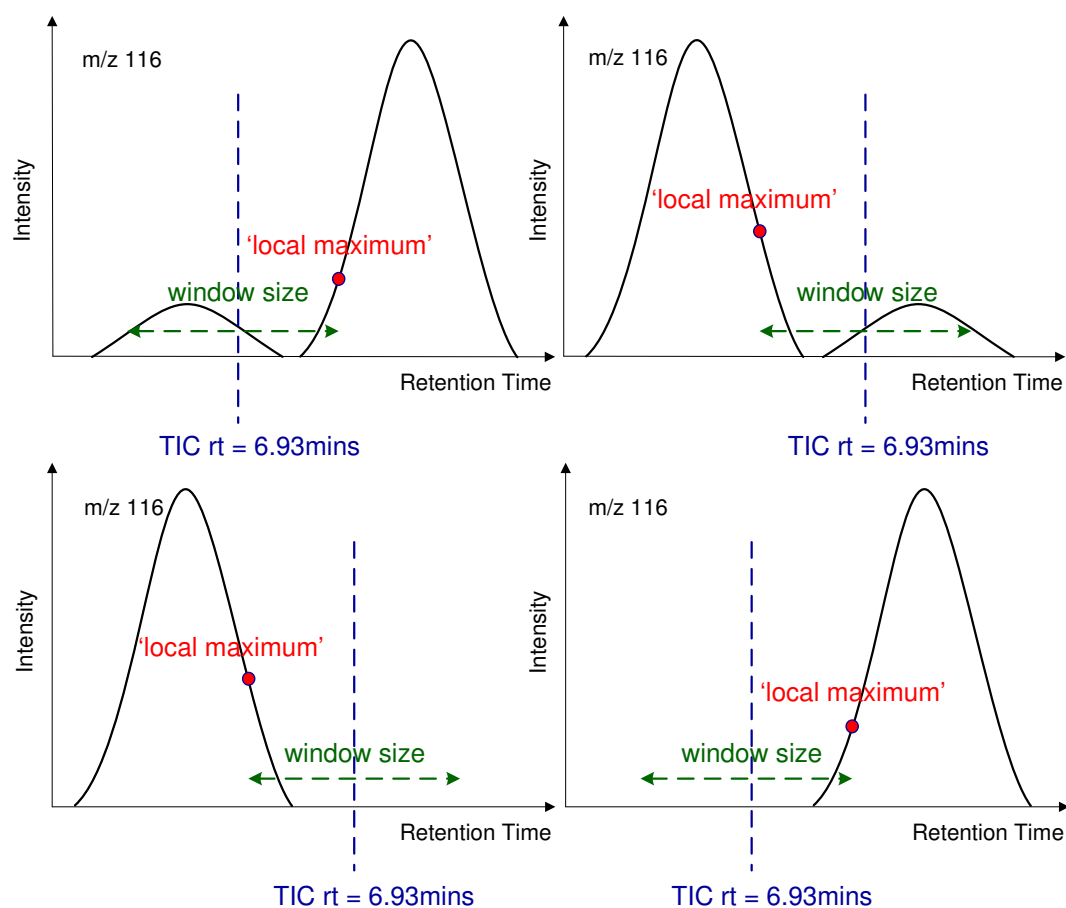 m/z 116
Intensity
‘local maximum’
window size
Retention Time
TIC rt = 6.93mins
m/z 116
Intensity
‘local maximum’
window size
Retention Time
TIC rt = 6.93mins
m/z 116
Intensity
‘local maximum’
window size
Retention Time
TIC rt = 6.93mins
m/z 116
Intensity
‘local maximum’
window size
Retention Time
TIC rt = 6.93mins